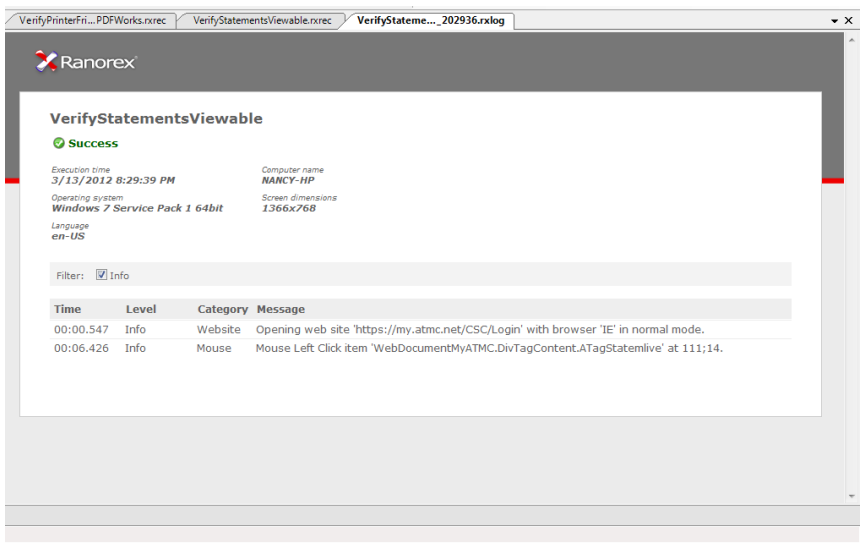 VerifyPrinterFri...PDFWorks.rxrec VerifyStatementsViewable.rxrec VerifyStateme..._202936.rxlog
Ranorex
VerifyStatementsViewable
Success
Execution time Computer name
3/13/2012 8:29:39 PM NANCY-HP
Operating system Screen dimensions
Windows 7 Service Pack 1 64bit 1366x768
Language
en-US
Filter: Info
Time Level Category Message
00:00.547 Info Website Opening web site 'https://my.atmc.net/CSC/Login' with browser 'IE' in normal mode.
00:06.426 Info Mouse Mouse Left Click item 'WebDocumentMyATMC.DivTagContent.ATagStatemlive' at 111;14.